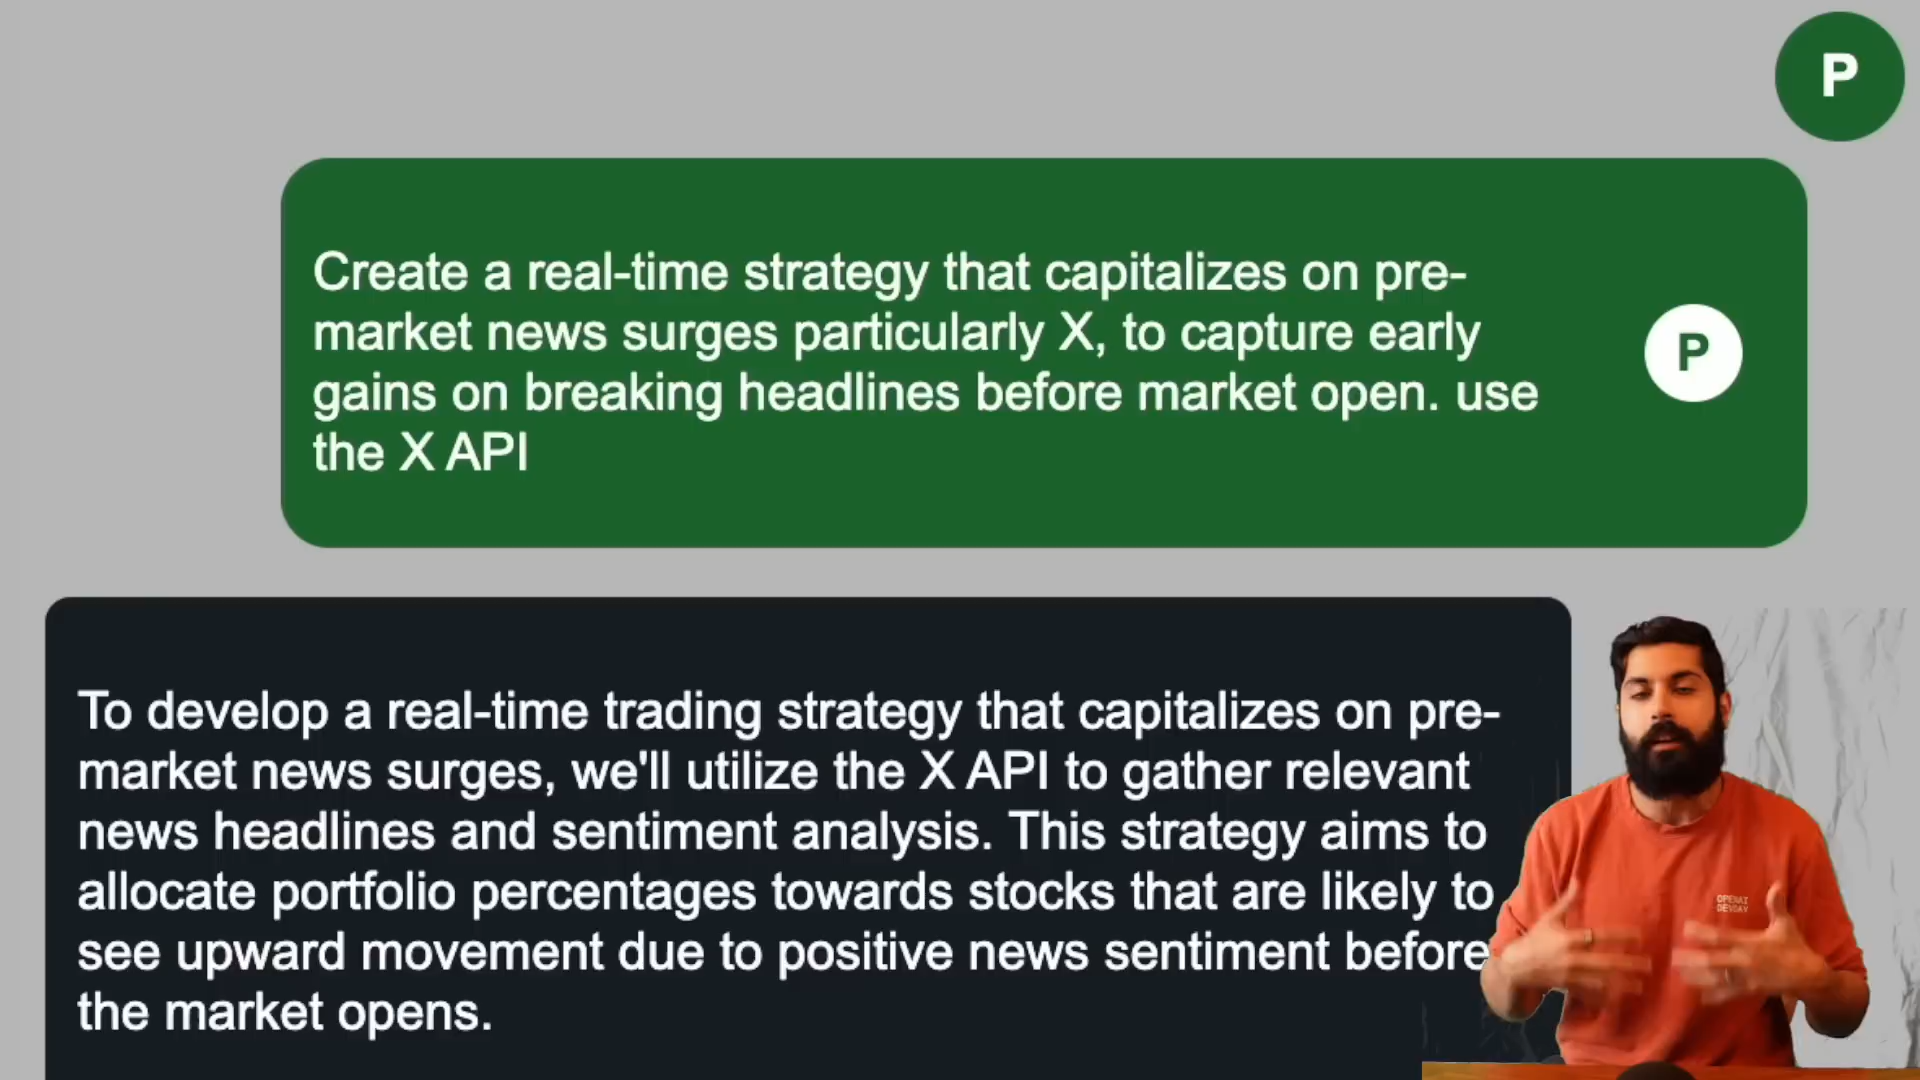 P
Create a real-time strategy that capitalizes on pre-
market news surges particularly X, to capture early
gains on breaking headlines before market open. use
the X API
P
To develop a real-time trading strategy that capitalizes on pre-
market news surges, we'll utilize the X API to gather relevant
news headlines and sentiment analysis. This strategy aims to
allocate portfolio percentages towards stocks that are likely to
see upward movement due to positive news sentiment before
the market opens.
OPENAI
DEVDAY